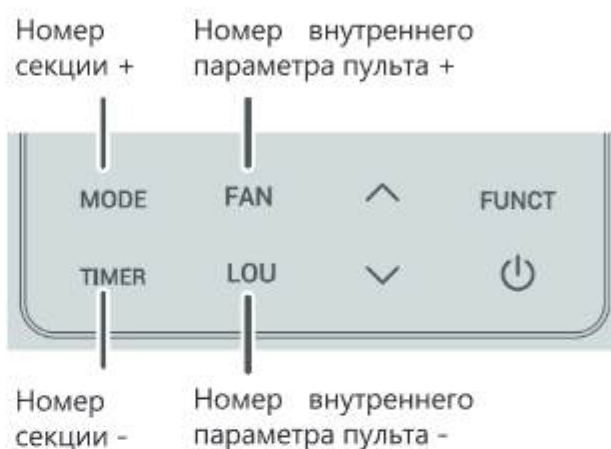 Номер
секции +
Номер внутреннего
параметра пульта +
MODE FAN FUNCT
TIMER LOU
Номер
секции -
Номер внутреннего
параметра пульта -